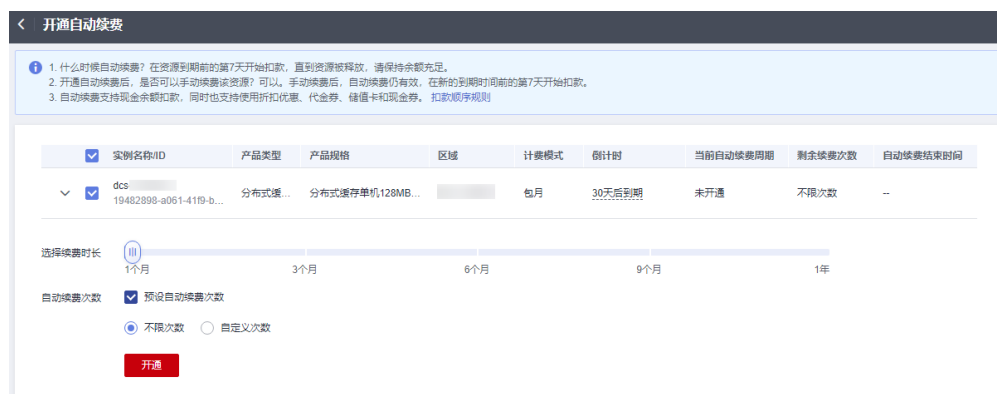 开通自动续费
1. 什么时候自动续费？在资源到期前的第7天开始扣款，直到资源被释放，请保持余额充足。
2. 开通自动续费后，是否可以手动续费该资源？可以。手动续费后，自动续费仍有效，在新的到期时间前的第7天开始扣款。
3. 自动续费支持现金余额扣款，同时也支持使用折扣优惠、代金券、储值卡和现金券。 扣款顺序规则
实例名称/ID 产品类型 产品规格 区域 计费模式 倒计时 当前自动续费周期 剩余续费次数 自动续费结束时间
dcs
19482898-a061-41f9-b... 分布式缓... 分布式缓存单机128MB... 包月 30天后到期 未开通 不限次数 --
选择续费时长
1个月 3个月 6个月 9个月 1年
自动续费次数 预设自动续费次数
不限次数 自定义次数
开通